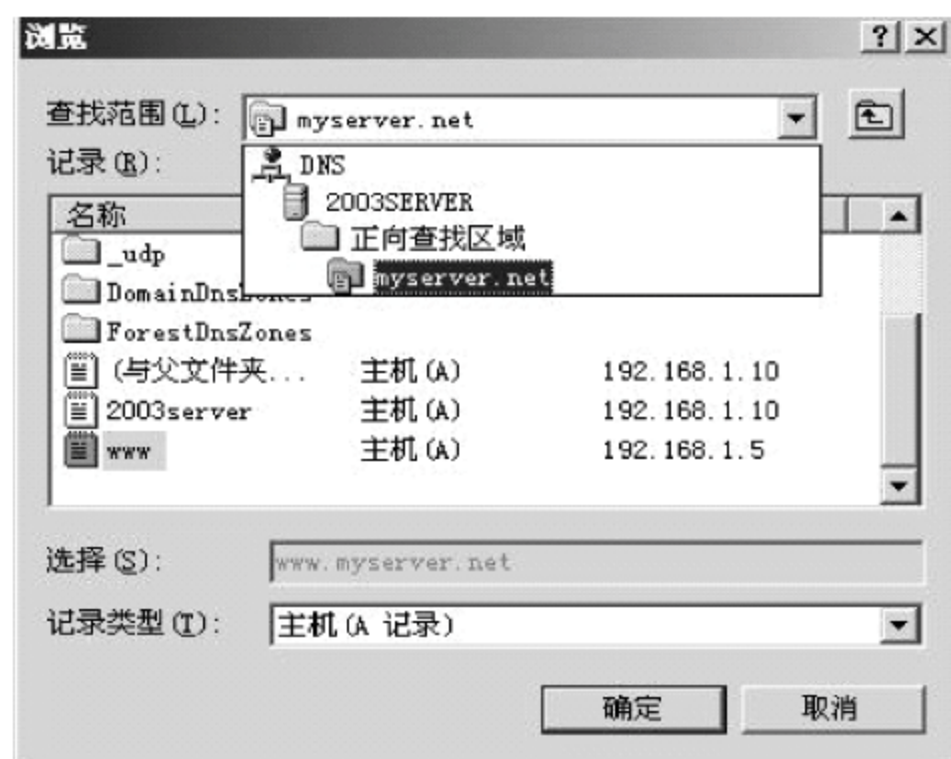 浏览
查找范围(L):
myserver.net
记录(R):
DNS
2003SERVER
正向查找区域
myserver.net
名称
_udp
DomainDnsZones
ForestDnsZones
(与父文件夹... 主机(A) 192.168.1.10
2003server 主机(A) 192.168.1.10
www 主机(A) 192.168.1.5
选择(S): www.myserver.net
记录类型(T): 主机(A 记录)
确定 取消